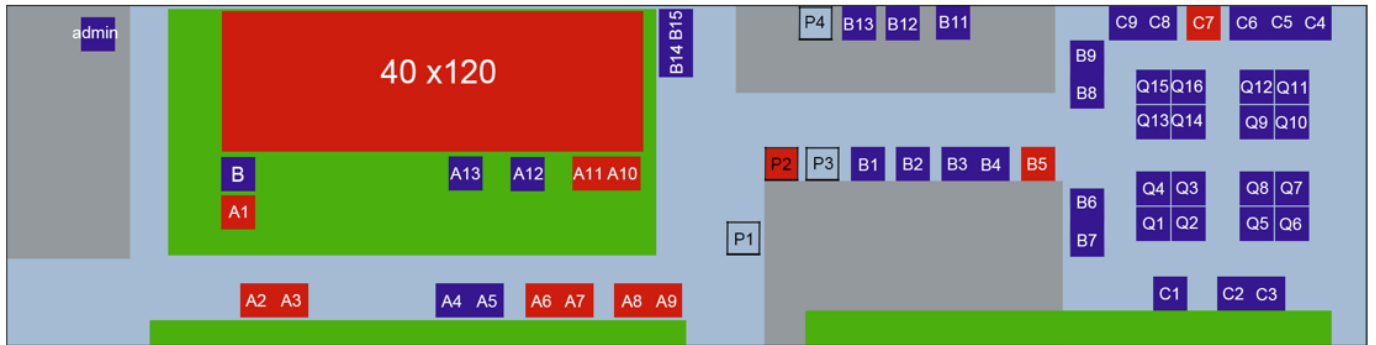 admin
40 x120
B14 B15
P4 B13 B12 B11
C9 C8 C7 C6 C5 C4
B9
B8
Q15 Q16 Q12 Q11
Q13 Q14 Q9 Q10
B A13 A12 A11 A10
P2 P3 B1 B2 B3 B4 B5
A1
Q4 Q3 Q8 Q7
B6
Q1 Q2 Q5 Q6
P1
B7
A2 A3 A4 A5 A6 A7 A8 A9
C1 C2 C3